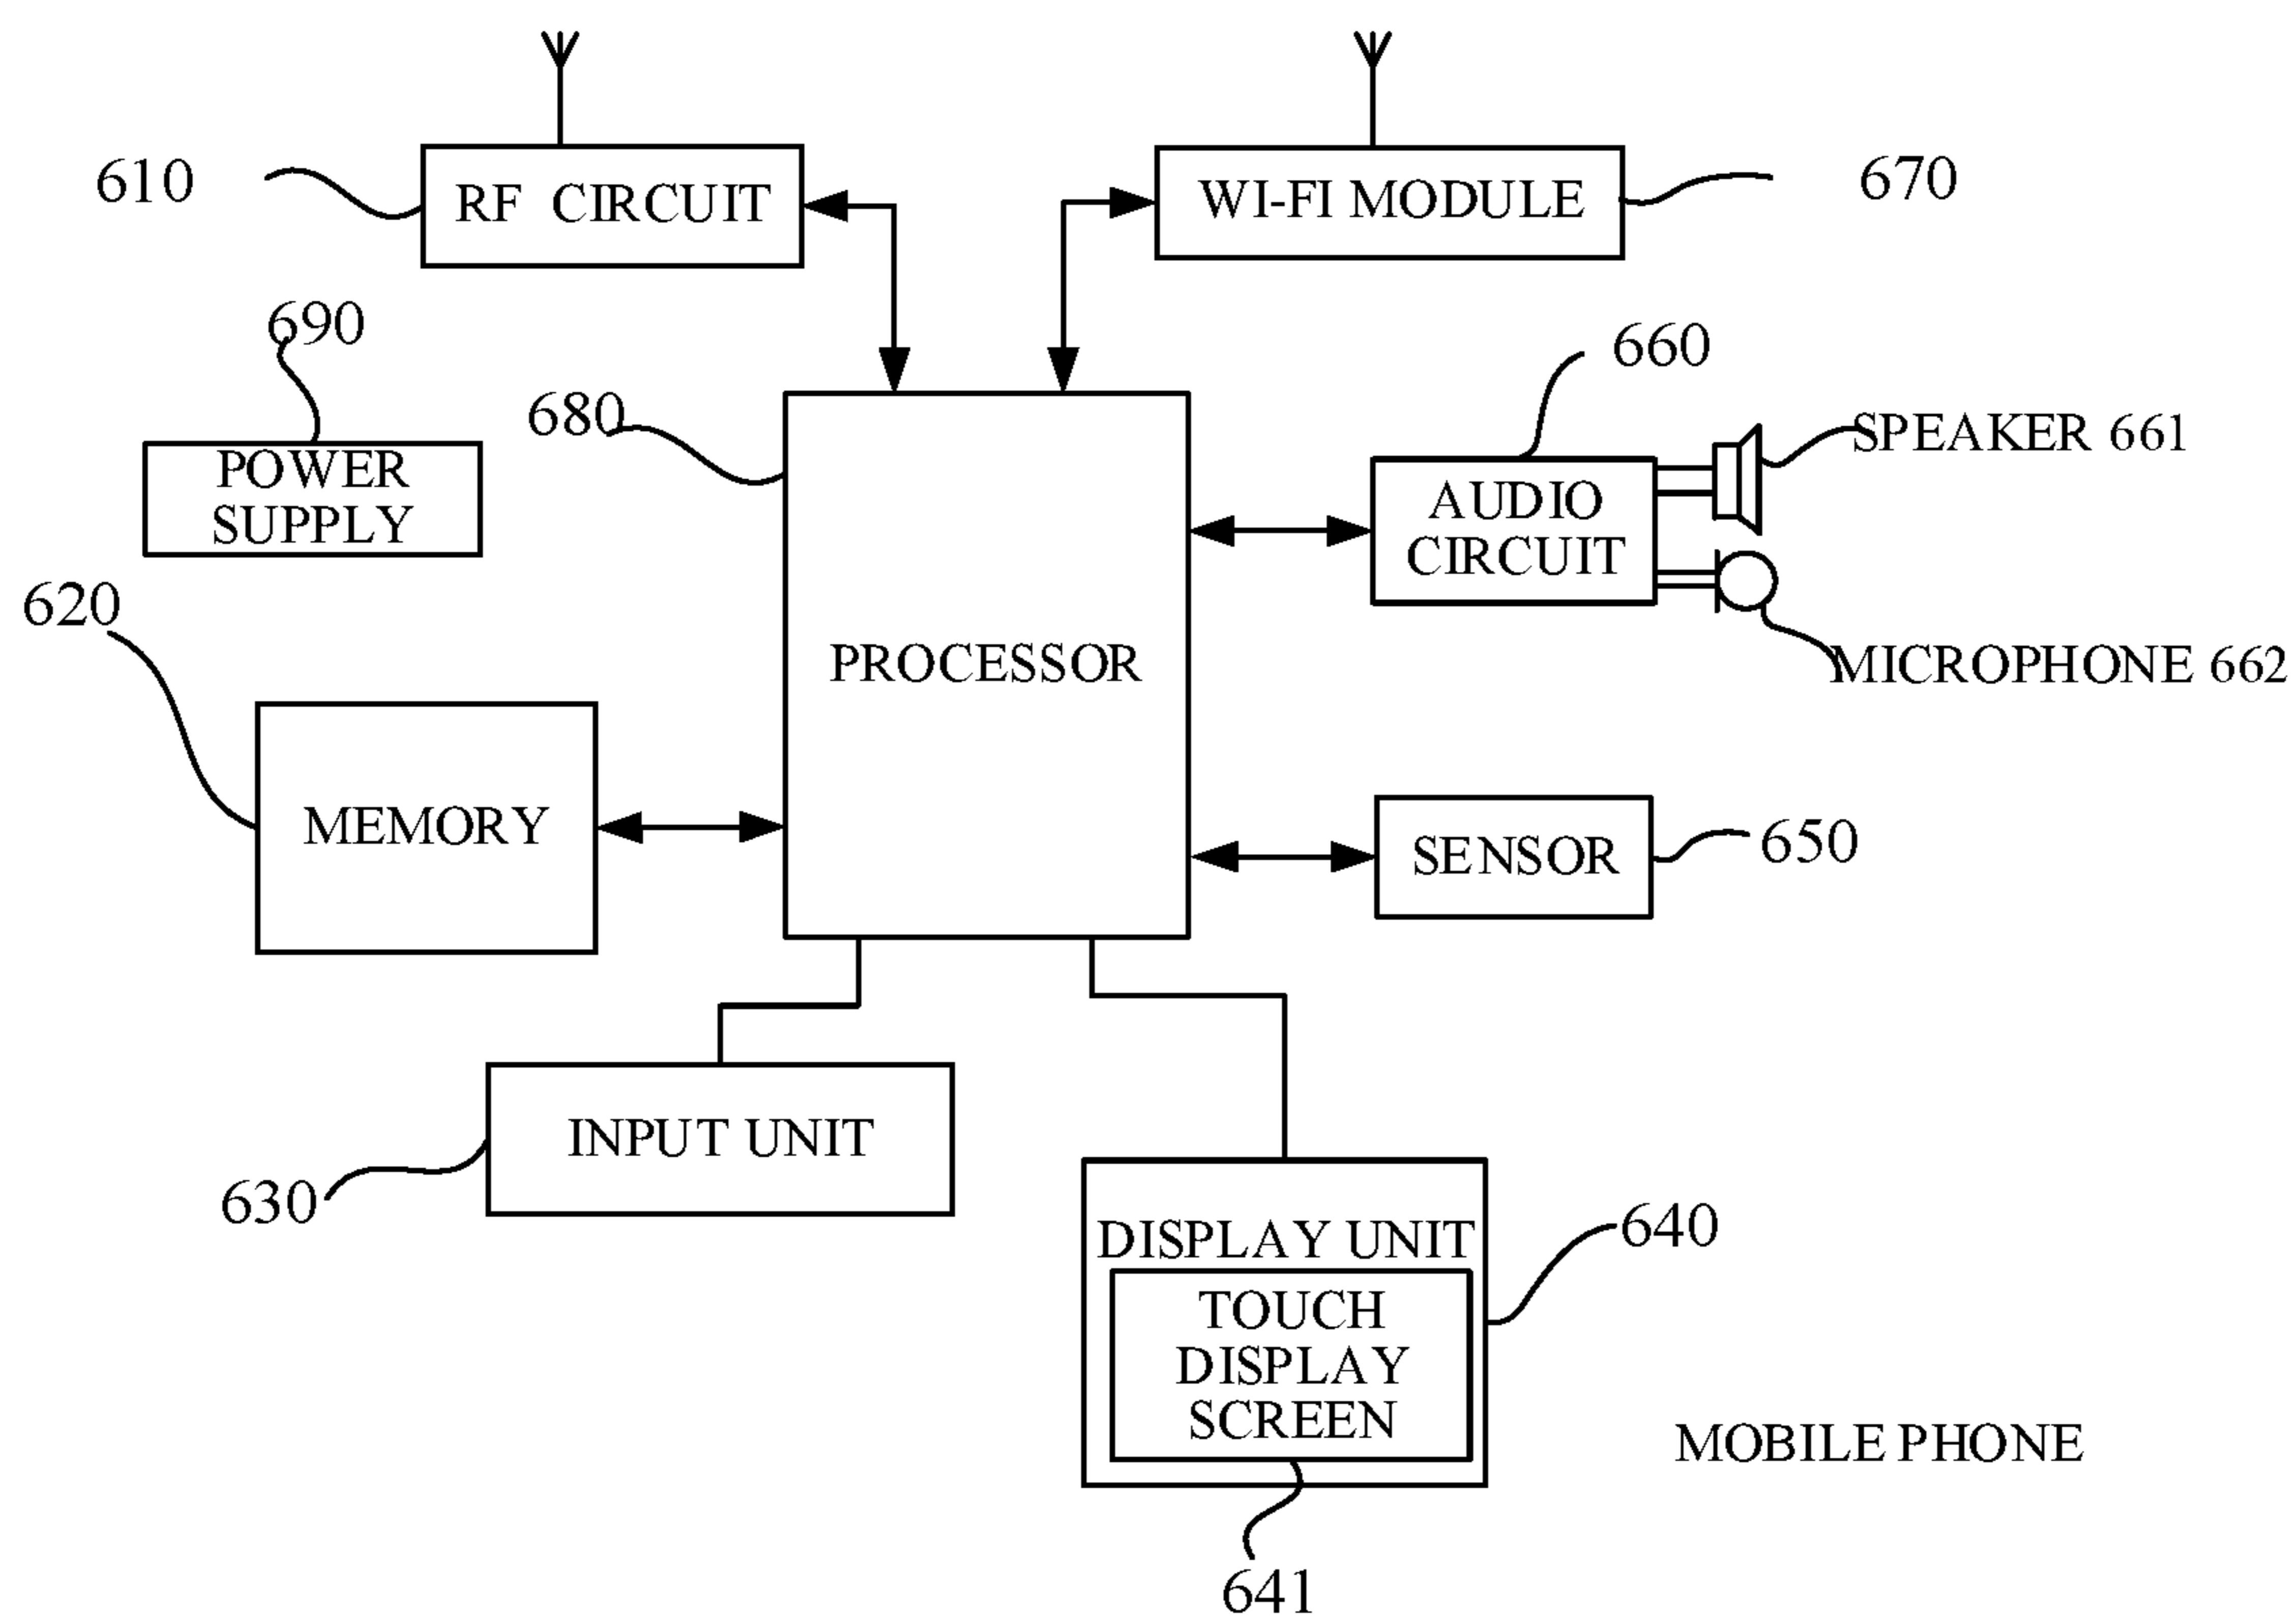 610
RF CIRCUIT
WI-FI MODULE
670
690
660
680
SPEAKER 661
POWER
SUPPLY
AUDIO
CIRCUIT
620
PROCESSOR
MICROPHONE 662
MEMORY
SENSOR
650
INPUT UNIT
630
DISPLAY UNIT
640
TOUCH
DISPLAY
SCREEN
MOBILE PHONE
641